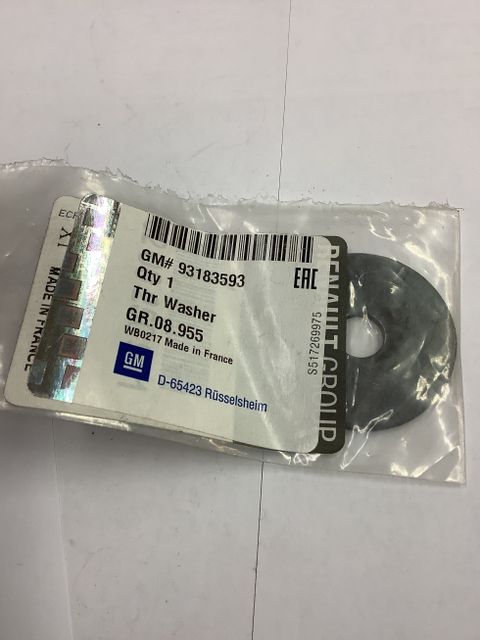 GM# 93183593
Qty 1
Thr Washer
GR.08.955
WB0217 Made in France
GM
D-65423 Rüsselsheim
EAC
S517269975
RENAULT GROUP
MADE IN FRANCE